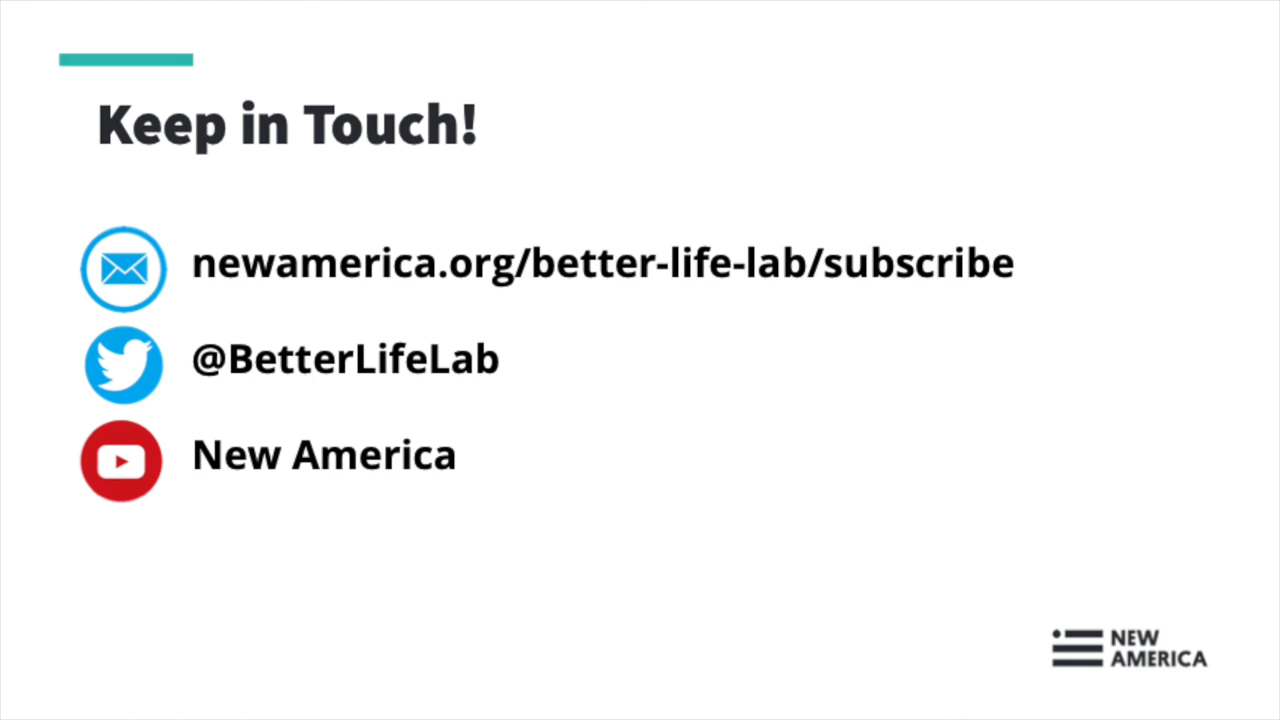 Keep in Touch!
newamerica.org/better-life-lab/subscribe
@BetterLifeLab
New America
NEW
AMERICA